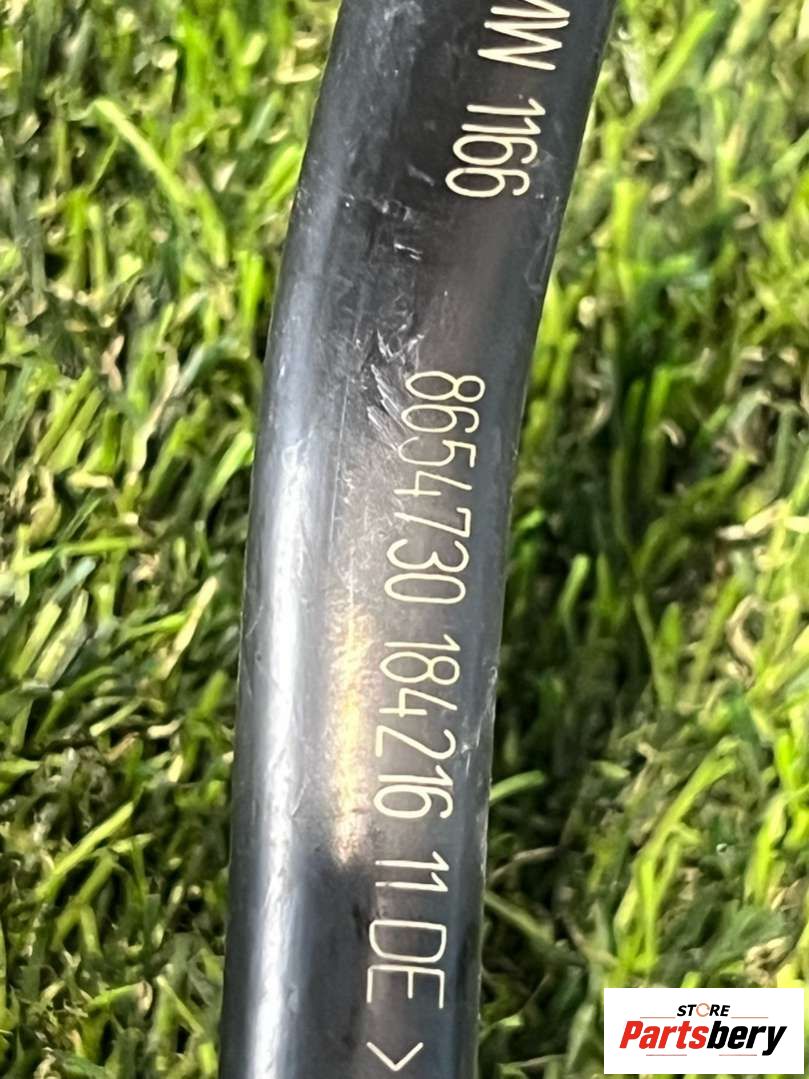 1166
8654730 184216 11 DE >
STORE
Partsbery